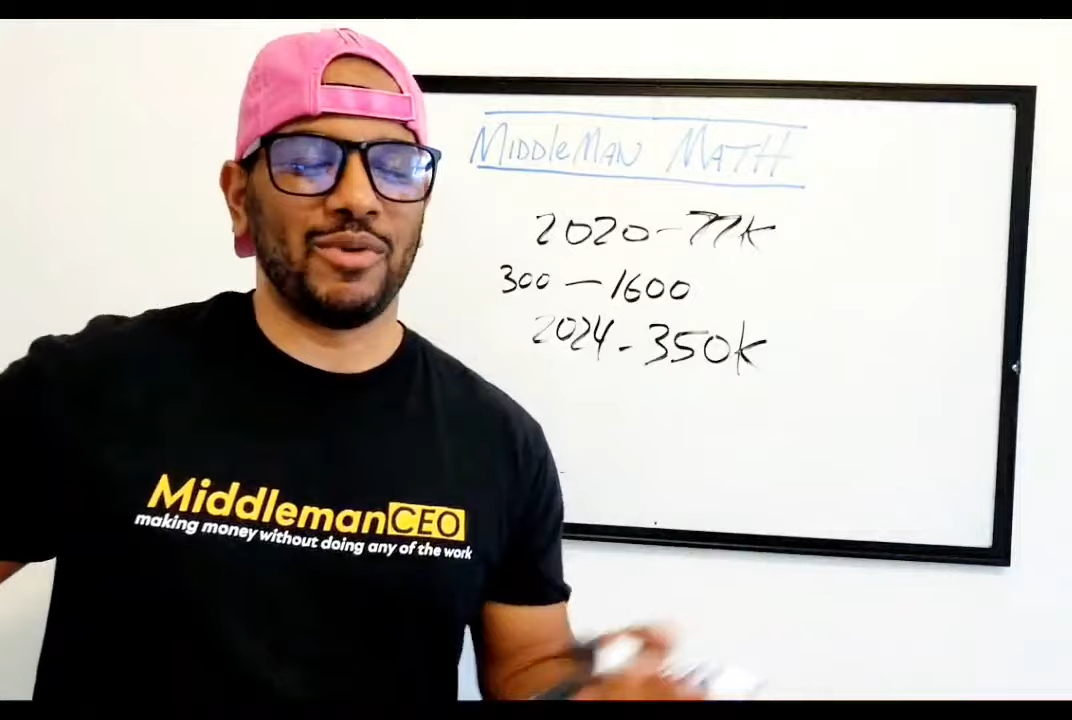 MiddleMan Math
2020 - 77k
300 - 1600
2024 - 350k
MiddlemanCEO
making money without doing any of the work